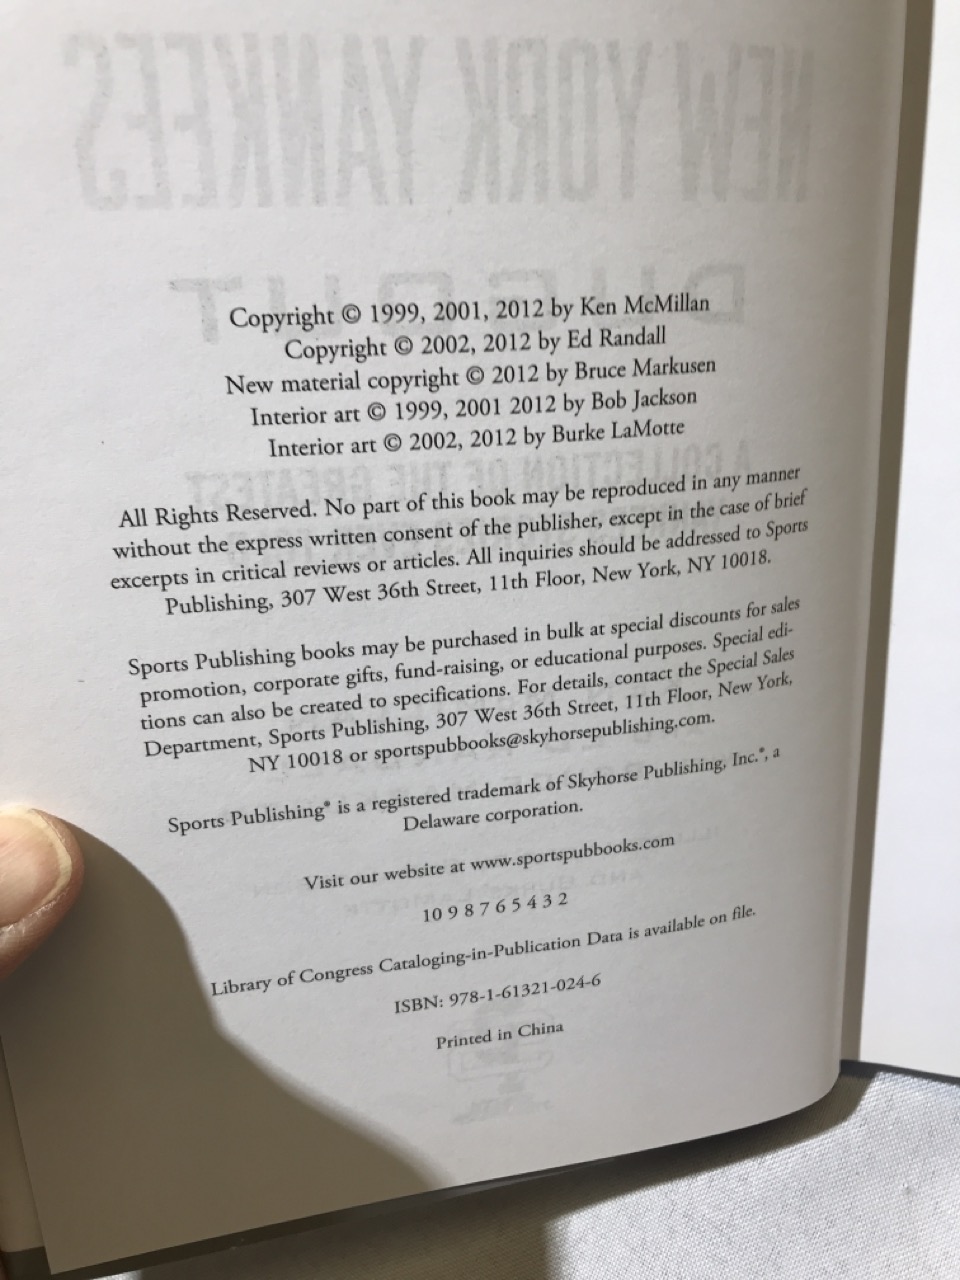 NEW YORK YANKEES
DUGOUT
Copyright © 1999, 2001, 2012 by Ken McMillan
Copyright © 2002, 2012 by Ed Randall
New material copyright © 2012 by Bruce Markusen
Interior art © 1999, 2001 2012 by Bob Jackson
Interior art © 2002, 2012 by Burke LaMotte
A COLLECTION OF THE GREATEST
All Rights Reserved. No part of this book may be reproduced in any manner
without the express written consent of the publisher, except in the case of brief
excerpts in critical reviews or articles. All inquiries should be addressed to Sports
Publishing, 307 West 36th Street, 11th Floor, New York, NY 10018.
Sports Publishing books may be purchased in bulk at special discounts for sales
promotion, corporate gifts, fund-raising, or educational purposes. Special edi-
tions can also be created to specifications. For details, contact the Special Sales
Department, Sports Publishing, 307 West 36th Street, 11th Floor, New York,
NY 10018 or sportspubbooks@skyhorsepublishing.com.
Sports Publishing® is a registered trademark of Skyhorse Publishing, Inc.®, a
Delaware corporation.
Visit our website at www.sportspubbooks.com
10 9 8 7 6 5 4 3 2
Library of Congress Cataloging-in-Publication Data is available on file.
ISBN: 978-1-61321-024-6
Printed in China